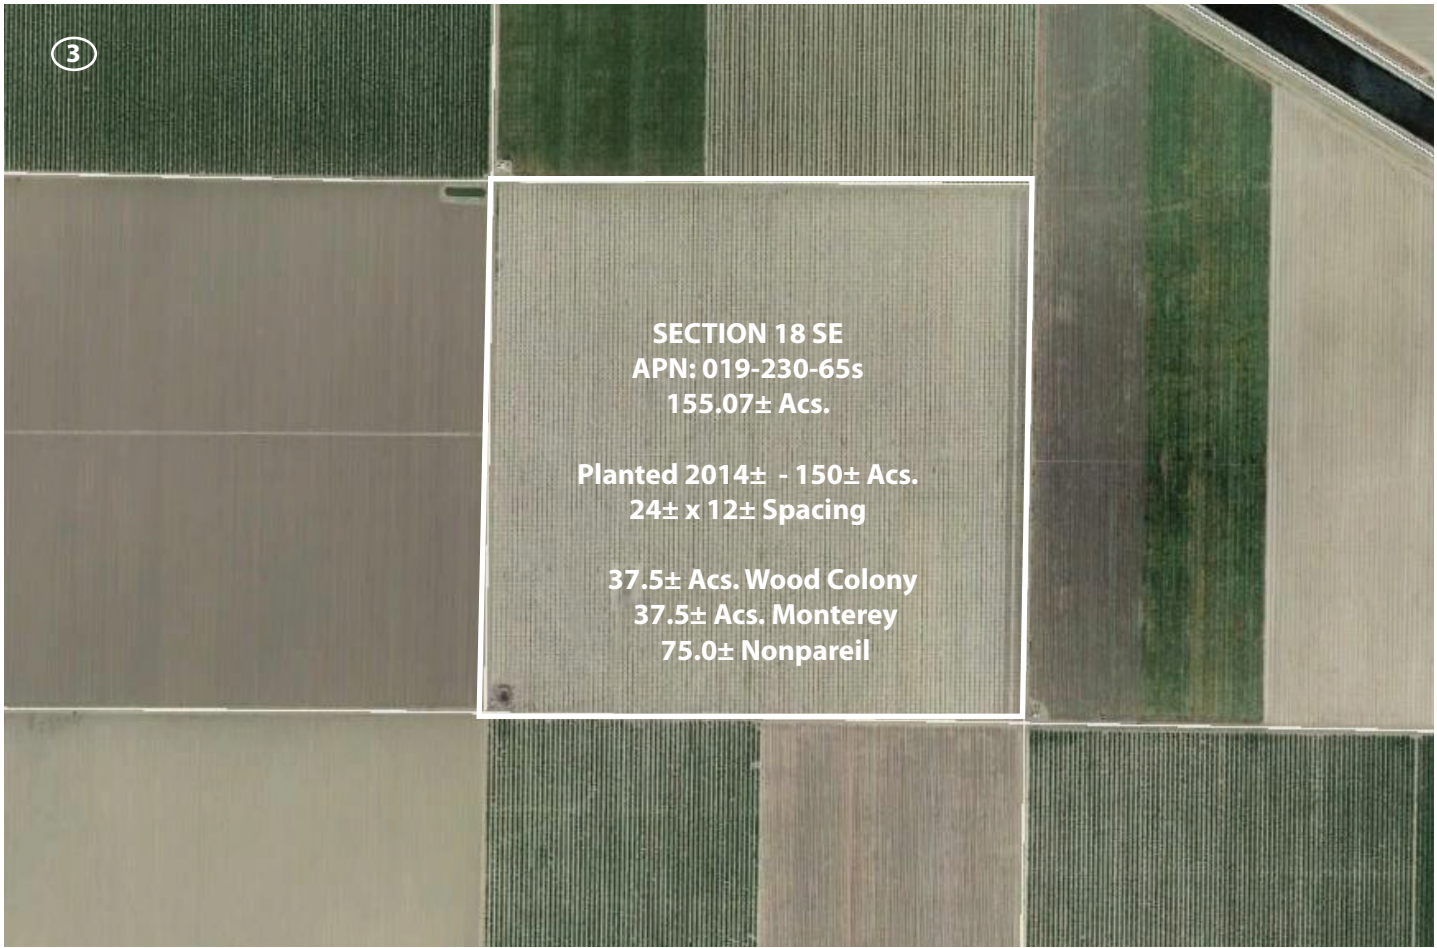 3
SECTION 18 SE
APN: 019-230-65s
155.07± Acs.
Planted 2014± - 150± Acs.
24± x 12± Spacing
37.5± Acs. Wood Colony
37.5± Acs. Monterey
75.0± Nonpareil